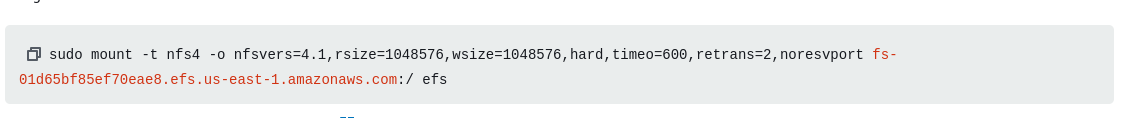 sudo mount -t nfs4 -o nfsvers=4.1,rsize=1048576,wsize=1048576,hard,timeo=600,retrans=2,noresvport fs-
01d65bf85ef70eae8.efs.us-east-1.amazonaws.com:/ efs